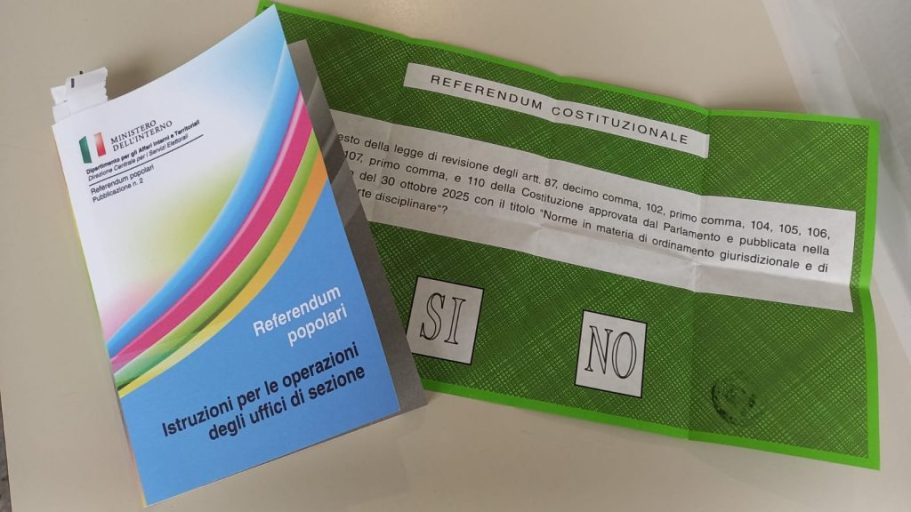 MINISTERO
DELL'INTERNO
Dipartimento per gli Affari Interni e Territoriali
Direzione Centrale per i Servizi Elettorali
Referendum popolari
Pubblicazione n. 2
Referendum
popolari
Istruzioni per le operazioni
degli uffici di sezione
REFERENDUM COSTITUZIONALE
esto della legge di revisione degli artt. 87, decimo comma, 102, primo comma, 104, 105, 106,
107, primo comma, e 110 della Costituzione approvata dal Parlamento e pubblicata nella
del 30 ottobre 2025 con il titolo "Norme in materia di ordinamento giurisdizionale e di
rte disciplinare"?
SI
NO